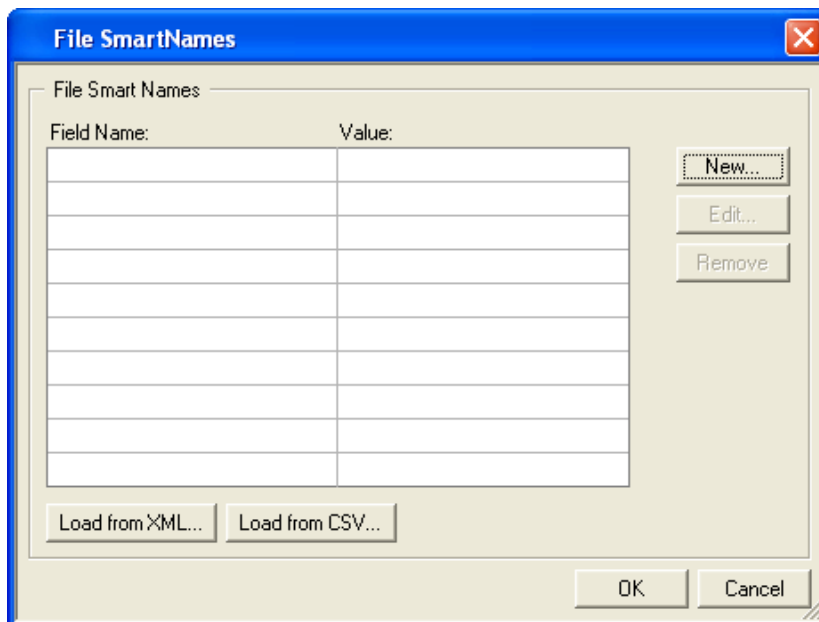 File SmartNames
File Smart Names
Field Name: Value:
New...
Edit...
Remove
Load from XML... Load from CSV...
OK Cancel